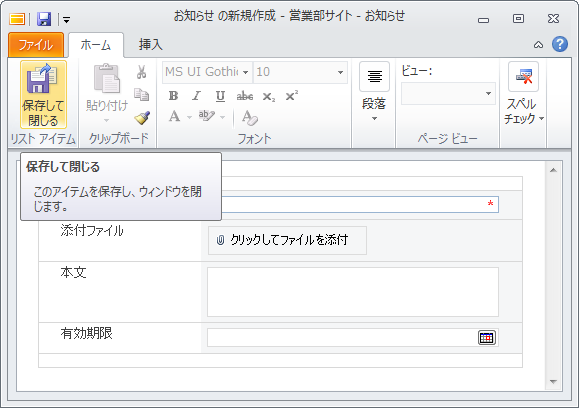 お知らせ の新規作成 - 営業部サイト - お知らせ
ファイル ホーム 挿入
保存して
閉じる
リスト アイテム
貼り付け
クリップボード
MS UI Gothic 10
B I U abc X₂ X²
A ab A
フォント
段落
ビュー:
ページ ビュー
スペル
チェック
保存して閉じる
このアイテムを保存し、ウィンドウを閉
じます。
*
添付ファイル クリックしてファイルを添付
本文
有効期限